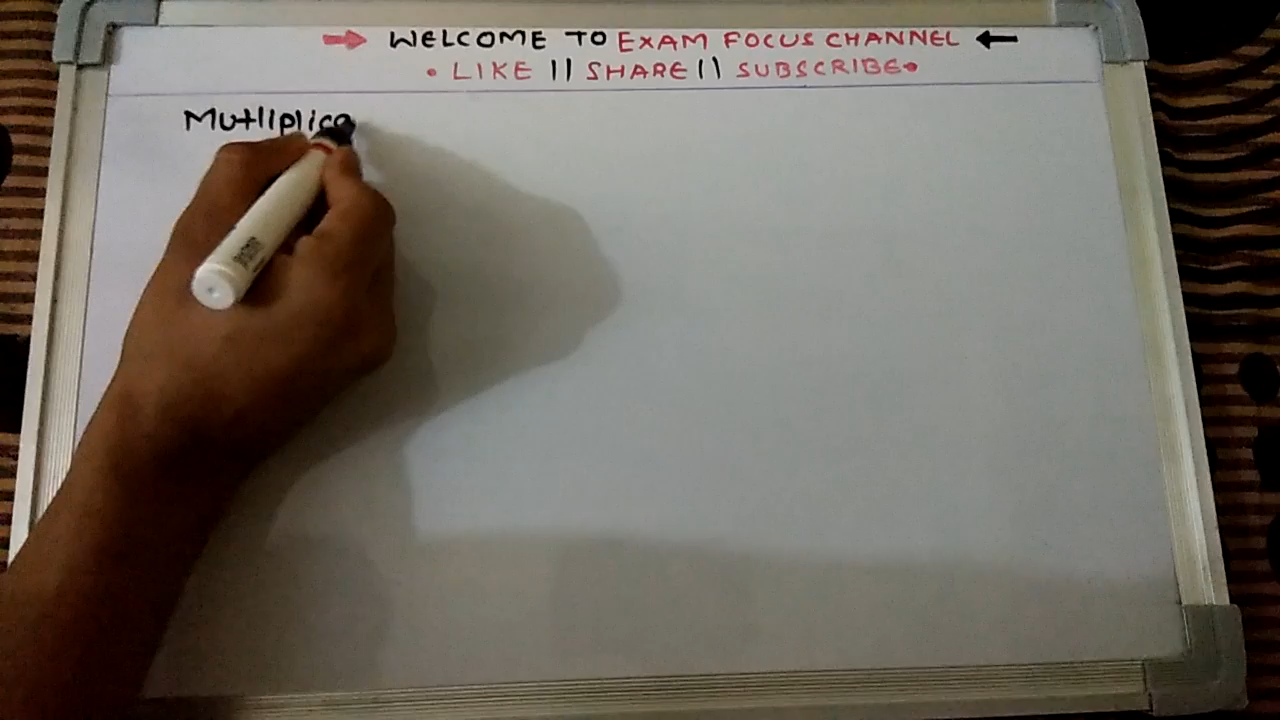 WELCOME TO EXAM FOCUS CHANNEL
• LIKE || SHARE || SUBSCRIBE •
Mutliplica